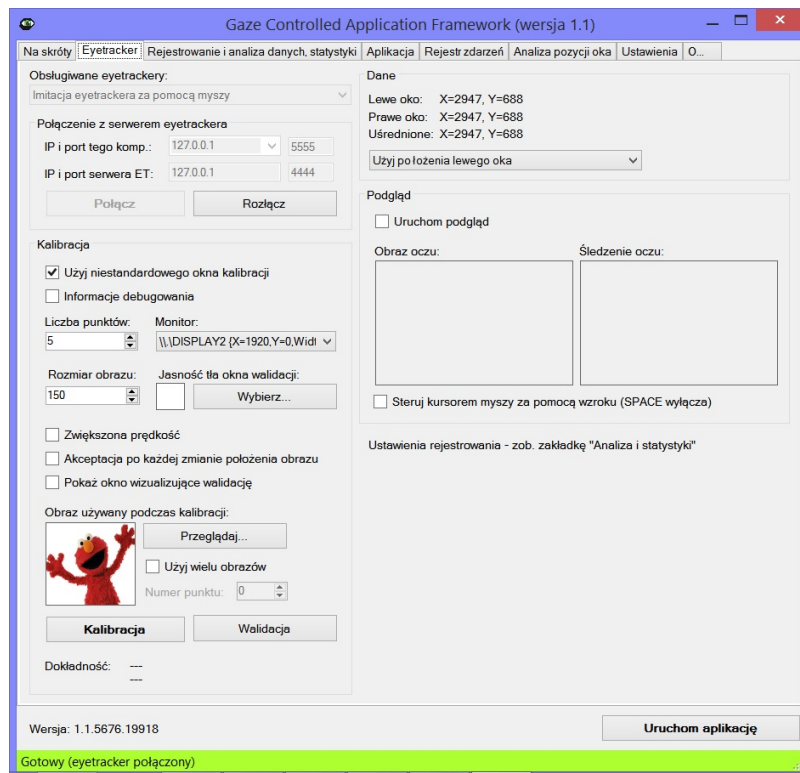 Gaze Controlled Application Framework (wersja 1.1)
Na skróty Eyetracker Rejestrowanie i analiza danych, statystyki Aplikacja Rejestr zdarzeń Analiza pozycji oka Ustawienia O...
Obsługiwane eyetrackery:
Imitacja eyetrackera za pomocą myszy
Połączenie z serwerem eyetrackera
IP i port tego komp.: 127.0.0.1 5555
IP i port serwera ET: 127.0.0.1 4444
Połącz Rozłącz
Kalibracja
Użyj niestandardowego okna kalibracji
Informacje debugowania
Liczba punktów: Monitor:
5 \\.\DISPLAY2 {X=1920,Y=0,Widt
Rozmiar obrazu: Jasność tła okna walidacji:
150 Wybierz...
Zwiększona prędkość
Akceptacja po każdej zmianie położenia obrazu
Pokaż okno wizualizujące walidację
Obraz używany podczas kalibracji:
Przeglądaj...
Użyj wielu obrazów
Numer punktu: 0
Kalibracja Walidacja
Dokładność: ---
---
Dane
Lewe oko: X=2947, Y=688
Prawe oko: X=2947, Y=688
Uśrednione: X=2947, Y=688
Użyj położenia lewego oka
Podgląd
Uruchom podgląd
Obraz oczu: Śledzenie oczu:
Steruj kursorem myszy za pomocą wzroku (SPACE wyłącza)
Ustawienia rejestrowania - zob. zakładkę "Analiza i statystyki"
Wersja: 1.1.5676.19918
Uruchom aplikację
Gotowy (eyetracker połączony)